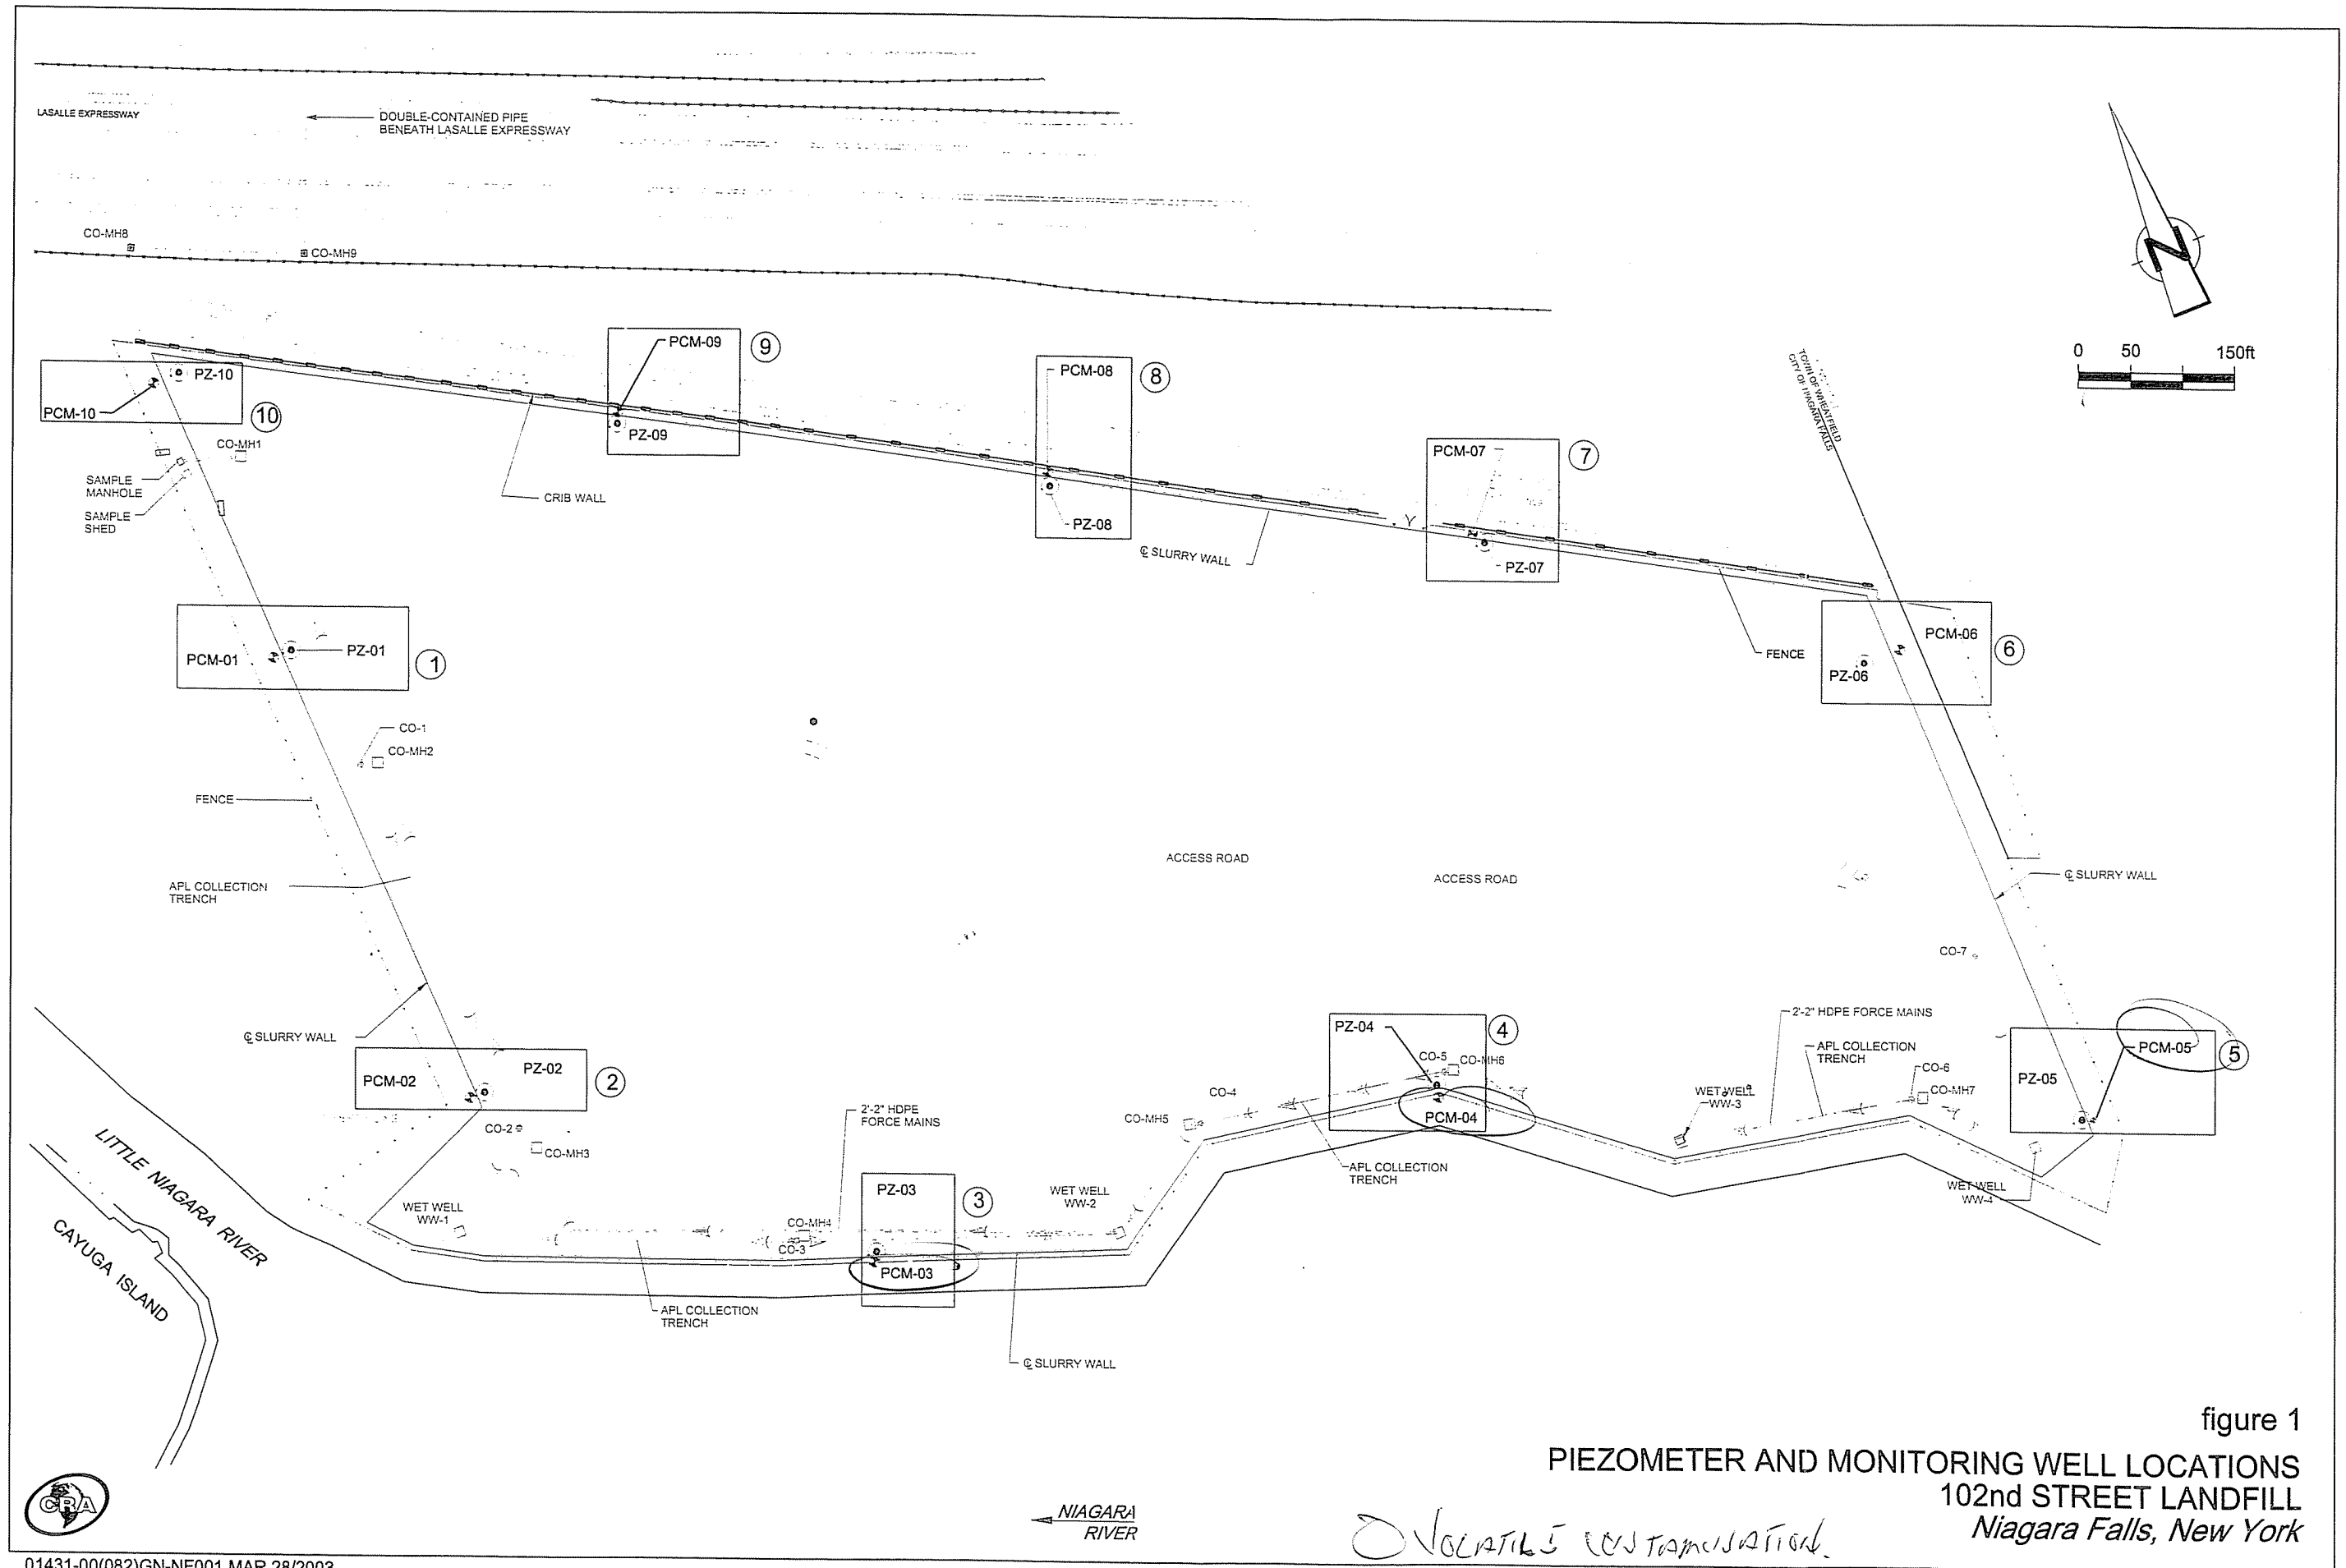 LASALLE EXPRESSWAY
DOUBLE-CONTAINED PIPE
BENEATH LASALLE EXPRESSWAY
CO-MH8
CO-MH9
N
0 50 150ft
TOWN OF WHEATFIELD
CITY OF NIAGARA FALLS
PCM-09
9
PZ-09
PCM-08
8
PZ-08
PZ-10
PCM-10
10
CO-MH1
SAMPLE
MANHOLE
SAMPLE
SHED
CRIB WALL
PCM-07
7
PZ-07
℄ SLURRY WALL
PCM-06
6
PZ-06
FENCE
PCM-01
PZ-01
1
CO-1
CO-MH2
FENCE
APL COLLECTION
TRENCH
ACCESS ROAD
ACCESS ROAD
℄ SLURRY WALL
CO-7
℄ SLURRY WALL
PCM-02
PZ-02
2
CO-2
CO-MH3
2'-2" HDPE
FORCE MAINS
PZ-04
4
CO-5
CO-MH6
PCM-04
CO-4
CO-MH5
2'-2" HDPE FORCE MAINS
APL COLLECTION
TRENCH
CO-6
CO-MH7
WET WELL
WW-3
PCM-05
5
PZ-05
LITTLE NIAGARA RIVER
CAYUGA ISLAND
WET WELL
WW-1
PZ-03
3
CO-MH4
CO-3
PCM-03
WET WELL
WW-2
APL COLLECTION
TRENCH
WET WELL
WW-4
APL COLLECTION
TRENCH
℄ SLURRY WALL
figure 1
PIEZOMETER AND MONITORING WELL LOCATIONS
102nd STREET LANDFILL
Niagara Falls, New York
CRA
NIAGARA
RIVER
VOLATILE CONTAMINATION.
01431-00(082)GN-NF001 MAR 28/2003